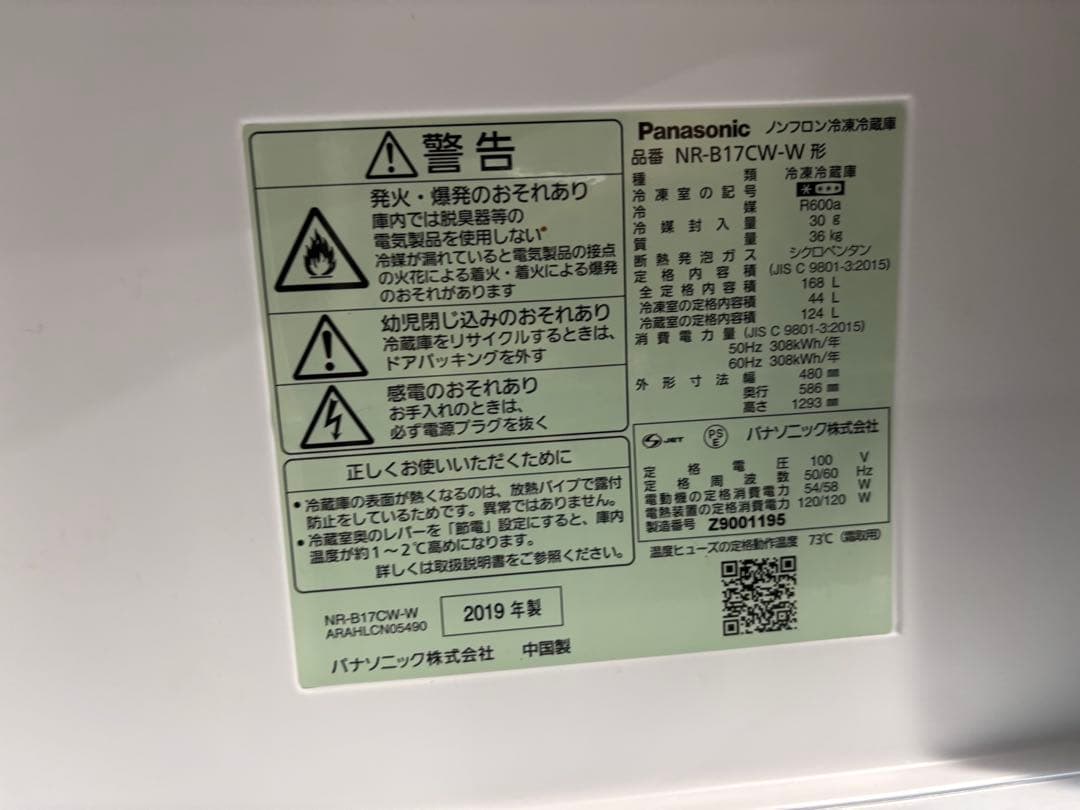 警告
発火・爆発のおそれあり
庫内では脱臭器等の
電気製品を使用しない
冷媒が漏れていると電気製品の接点
の火花による着火・着火による爆発
のおそれがあります
幼児閉じ込みのおそれあり
冷蔵庫をリサイクルするときは、
ドアパッキングを外す
感電のおそれあり
お手入れのときは、
必ず電源プラグを抜く
正しくお使いいただくために
・冷蔵庫の表面が熱くなるのは、放熱パイプで露付
防止をしているためです。異常ではありません。
・冷蔵室奥のレバーを「節電」設定にすると、庫内
温度が約1~2℃高めになります。
詳しくは取扱説明書をご参照ください。
NR-B17CW-W
ARAHLCN05490
2019年製
パナソニック株式会社 中国製
Panasonic ノンフロン冷凍冷蔵庫
品番 NR-B17CW-W 形
種類 冷凍冷蔵庫
冷凍室の記号 * ***
冷媒 R600a
冷媒封入量 30 g
質量 36 kg
断熱発泡ガス シクロペンタン
定格内容積 (JIS C 9801-3:2015)
全定格内容積 168 L
冷凍室の定格内容積 44 L
冷蔵室の定格内容積 124 L
消費電力量 (JIS C 9801-3:2015)
50Hz 308kWh/年
60Hz 308kWh/年
外形寸法 幅 480 mm
奥行 586 mm
高さ 1293 mm
S JET PS E パナソニック株式会社
定格電圧 100 V
定格周波数 50/60 Hz
電動機の定格消費電力 54/58 W
電熱装置の定格消費電力 120/120 W
製造番号 Z9001195
温度ヒューズの定格動作温度 73℃(霜取用)